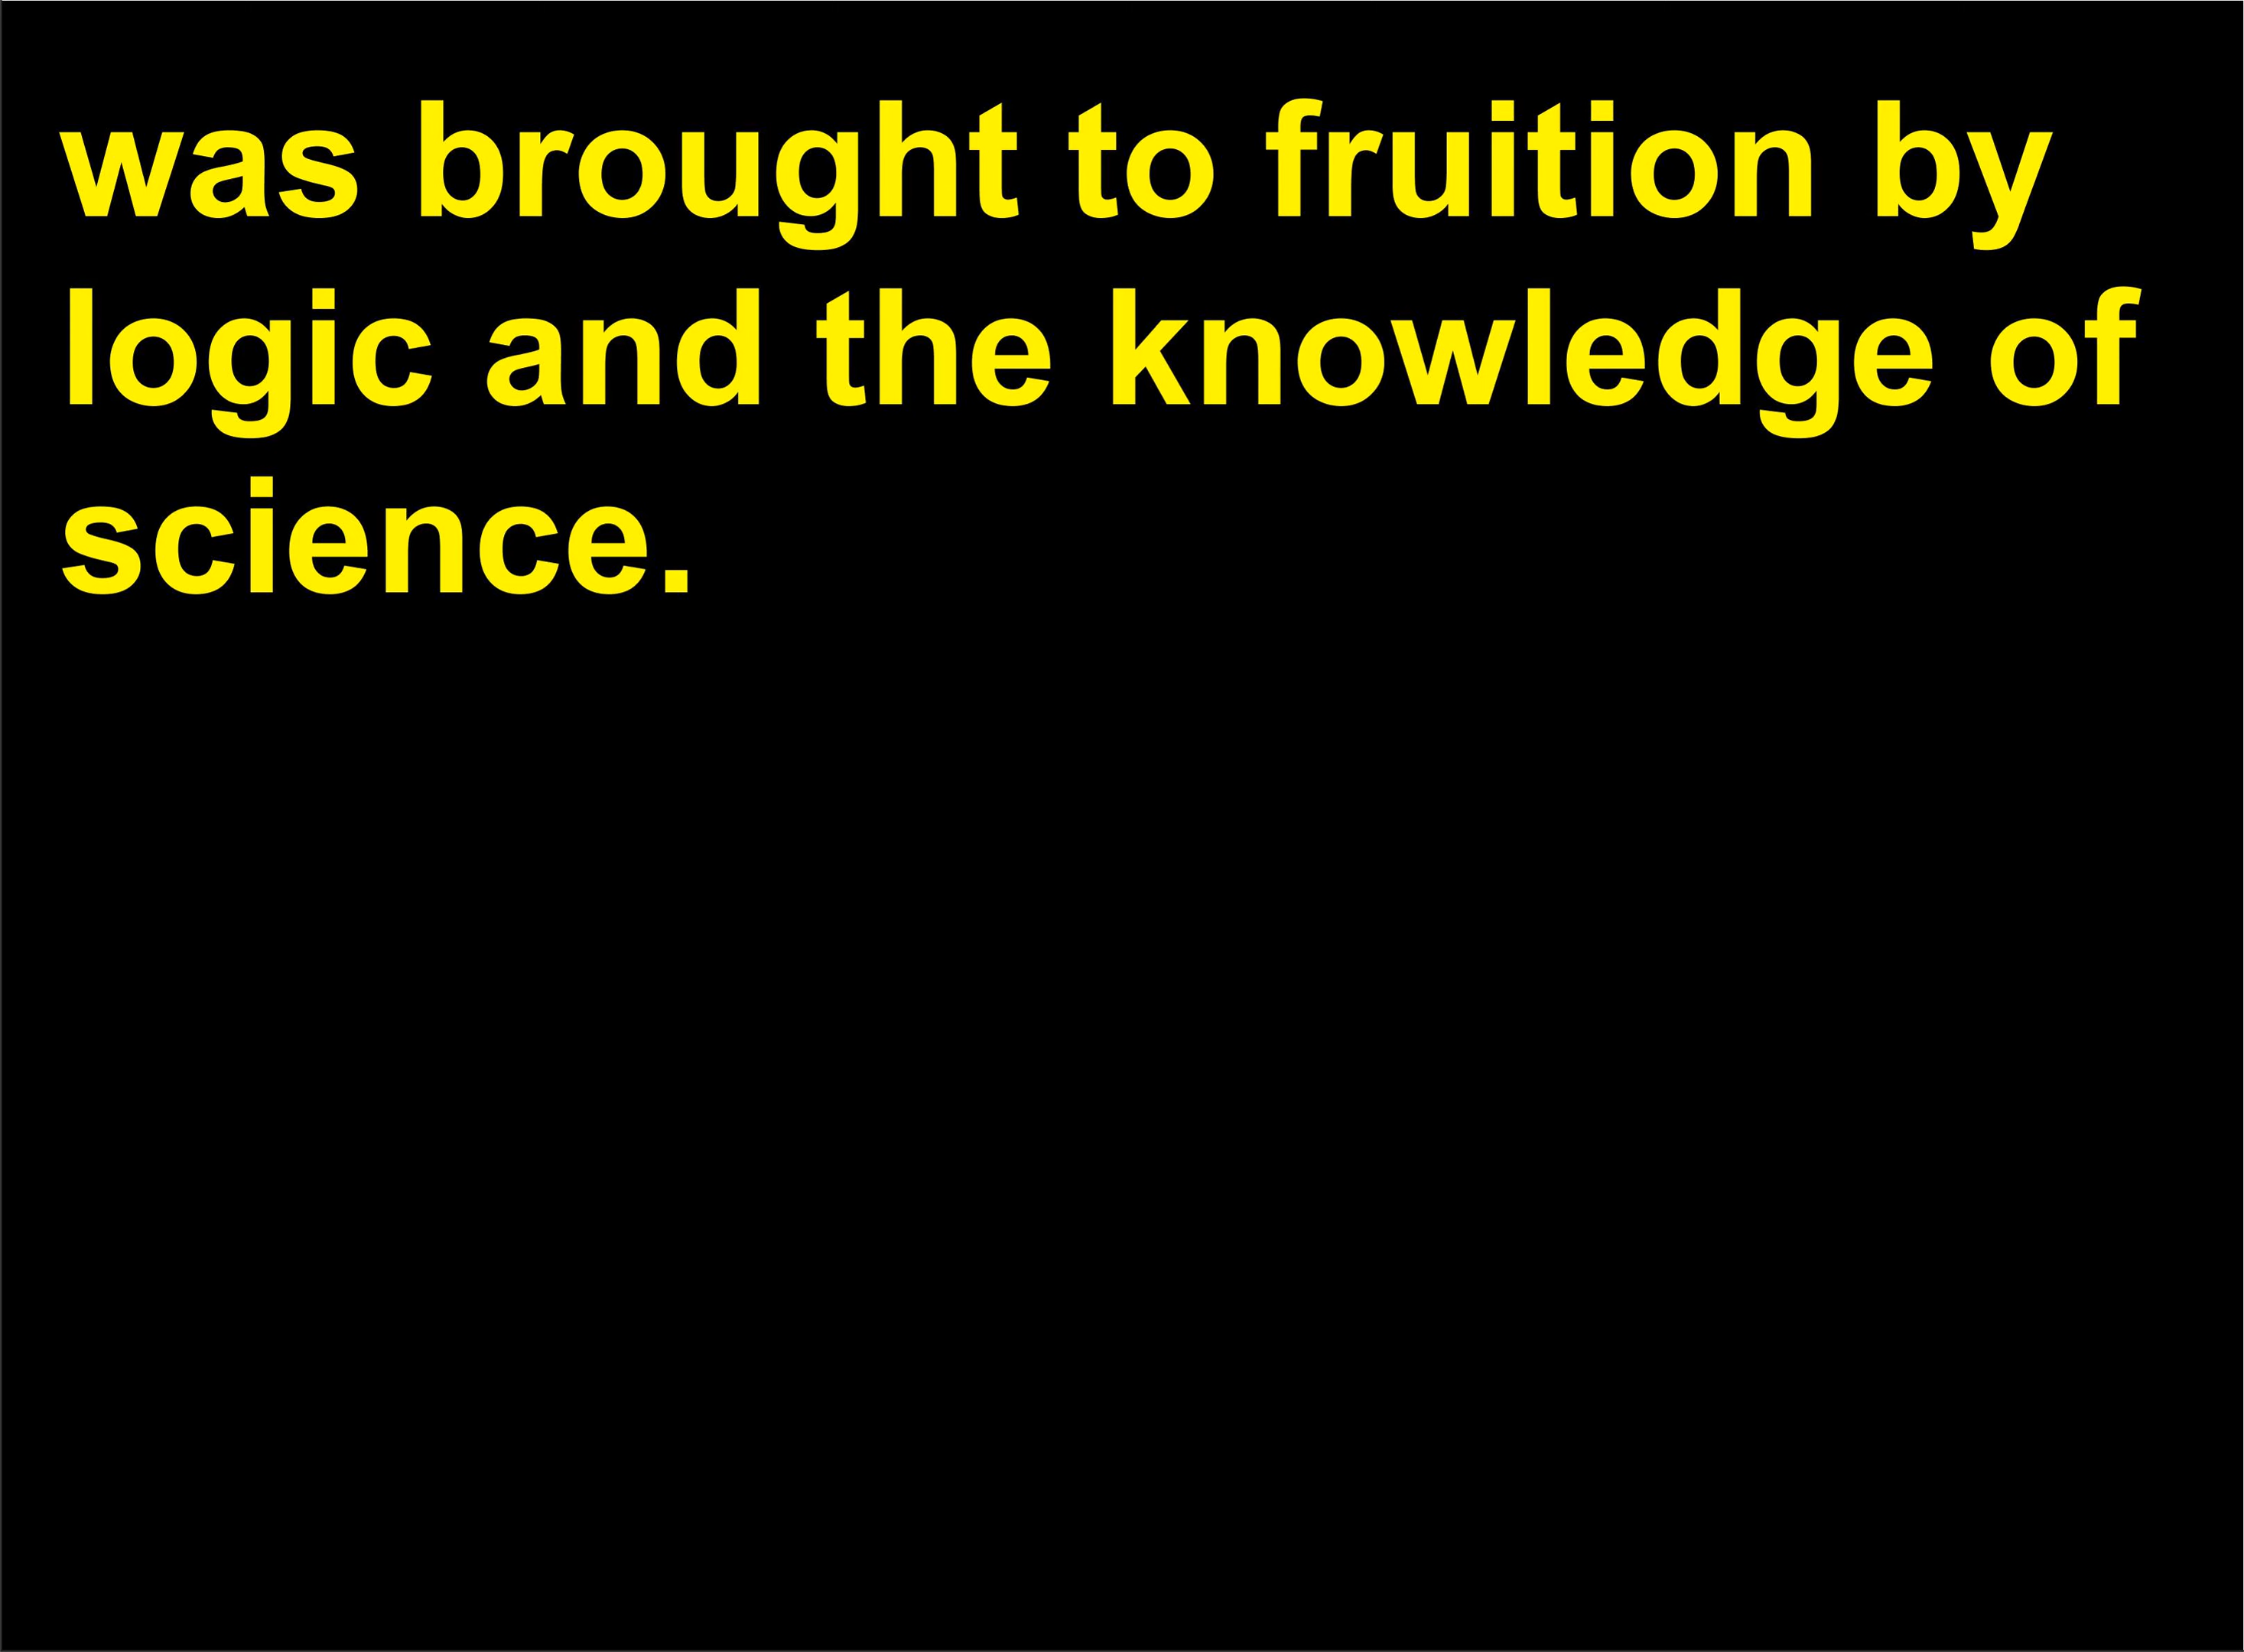 was brought to fruition by
logic and the knowledge of
science.